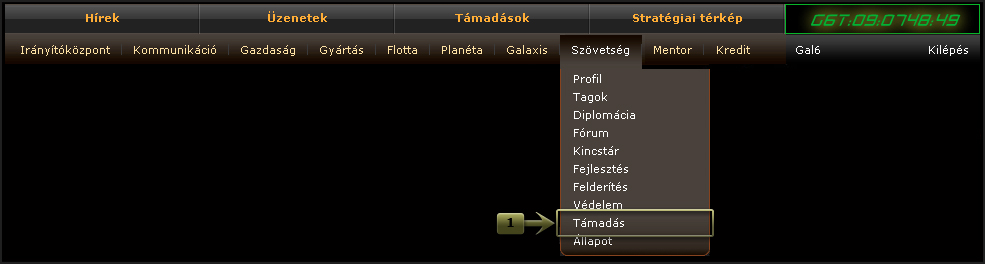 Hírek Üzenetek Támadások Stratégiai térkép G6T:09:0748:49
Irányítóközpont Kommunikáció Gazdaság Gyártás Flotta Planéta Galaxis Szövetség Mentor Kredit Gal6 Kilépés
Profil
Tagok
Diplomácia
Fórum
Kincstár
Fejlesztés
Felderítés
Védelem
1 Támadás
Állapot